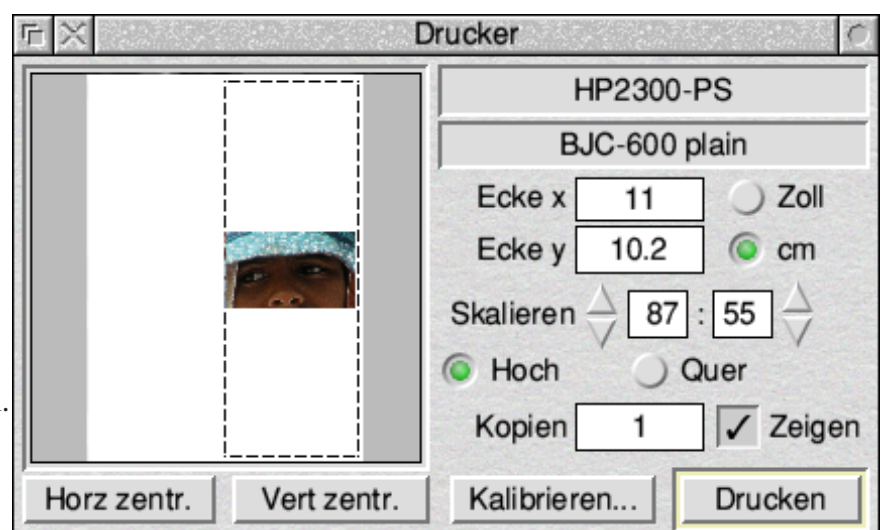 Drucker
HP2300-PS
BJC-600 plain
Ecke x 11 Zoll
Ecke y 10.2 cm
Skalieren 87 : 55
Hoch Quer
Kopien 1 ✓ Zeigen
Horz zentr. Vert zentr. Kalibrieren... Drucken